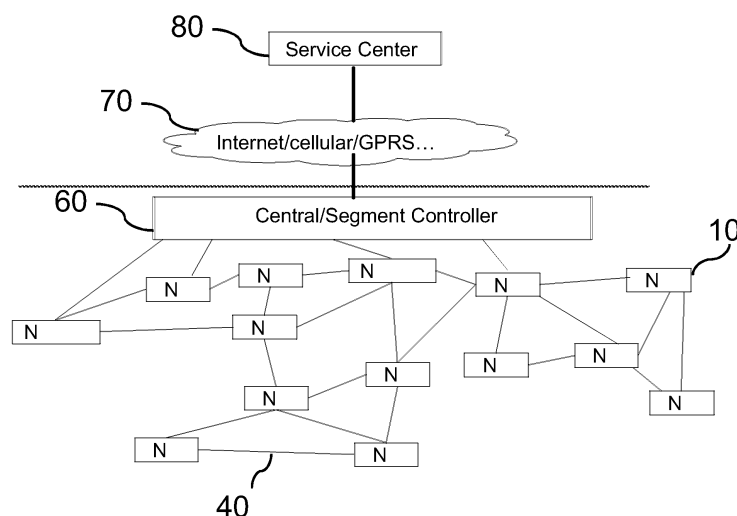 80
Service Center
70
Internet/cellular/GPRS...
60
Central/Segment Controller
10
N
N
N
N
N
N
N
N
N
N
N
N
N
N
40